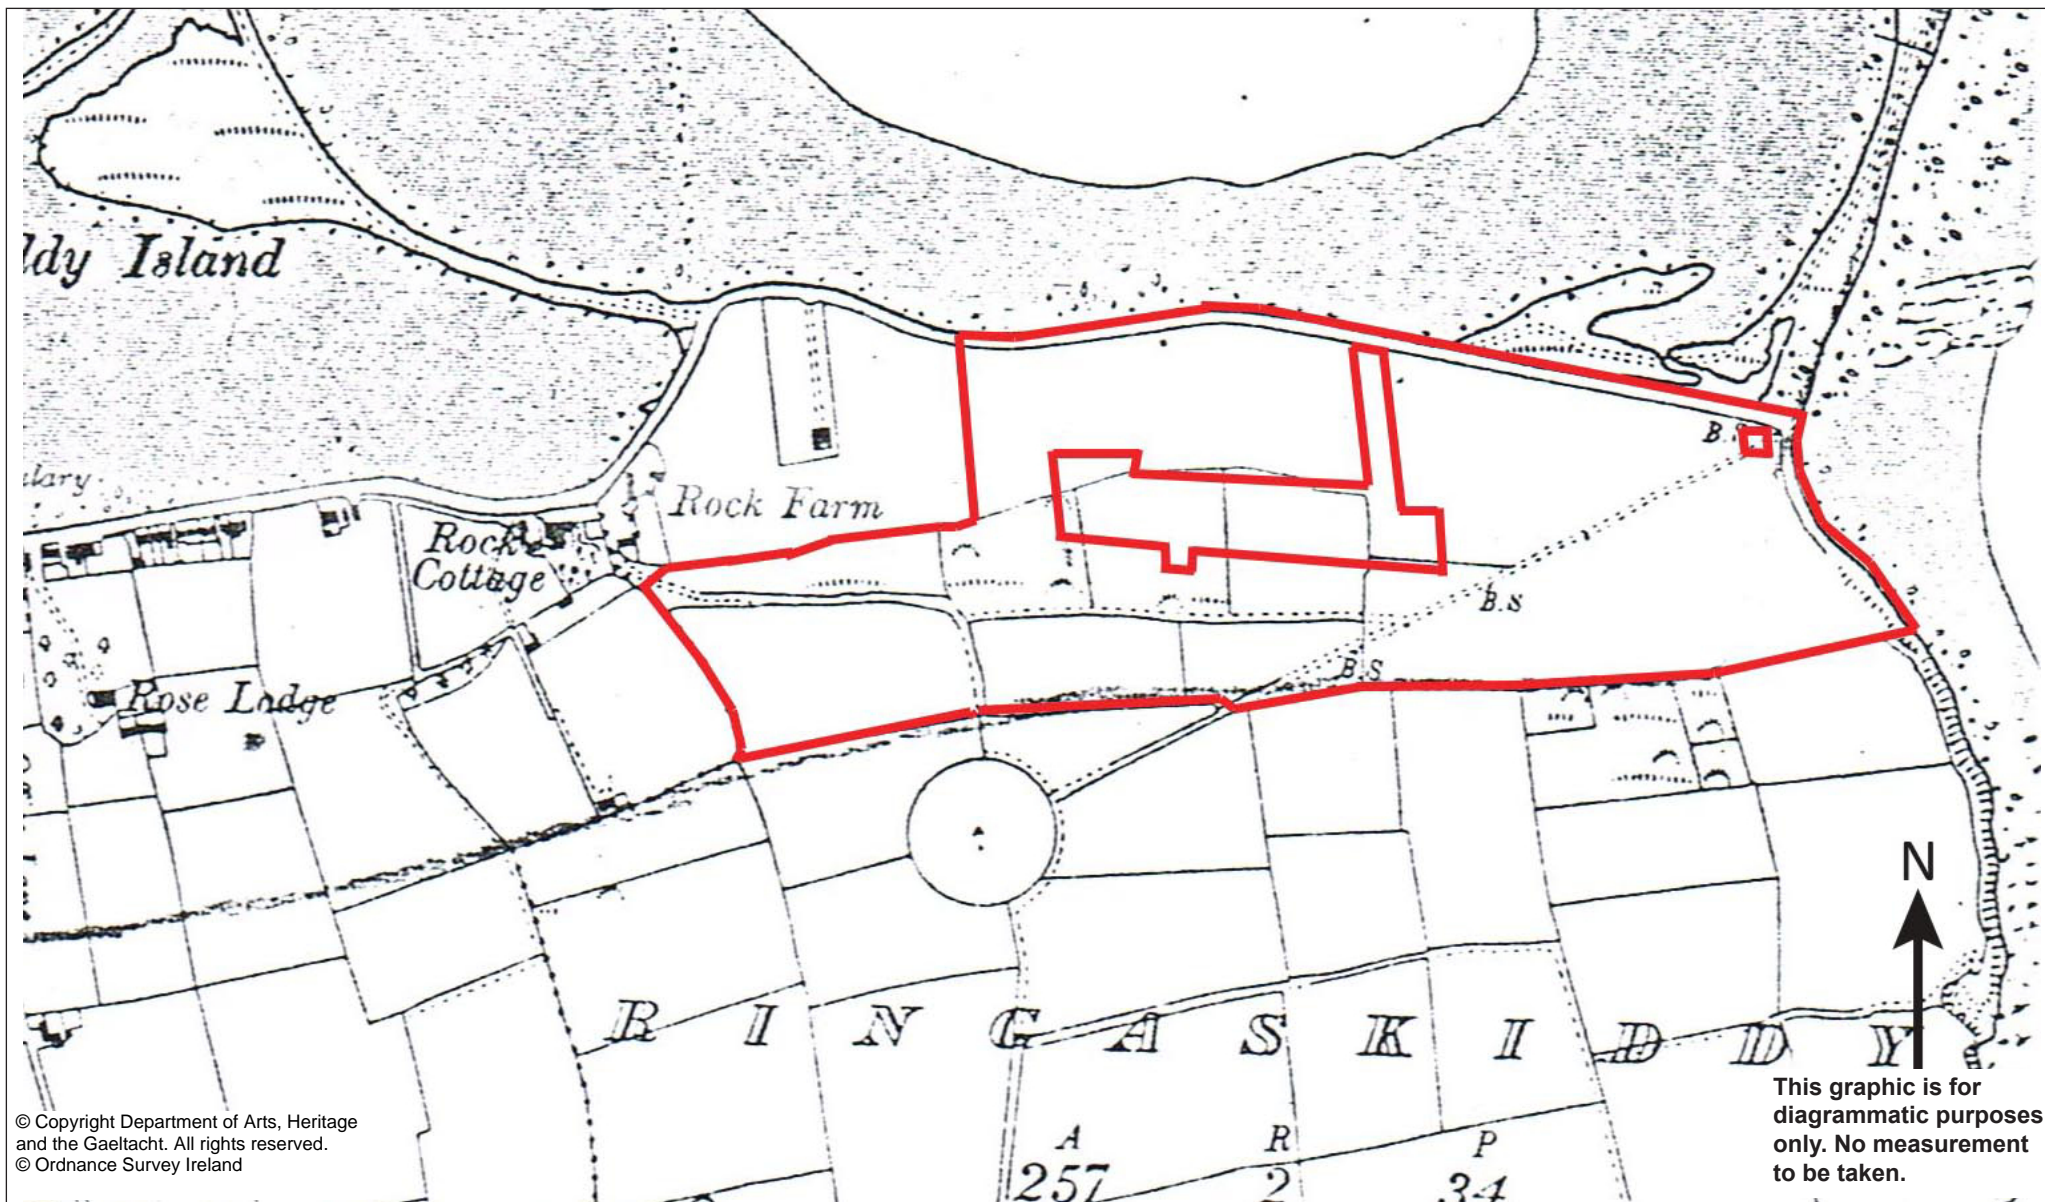 ldy Island
lary
Rock Farm
Rock
Cottage
B.S
B.S
Rose Lodge
N
RINGASKIDDY
This graphic is for
diagrammatic purposes
only. No measurement
to be taken.
© Copyright Department of Arts, Heritage
and the Gaeltacht. All rights reserved.
© Ordnance Survey Ireland
A R P
257 2 34